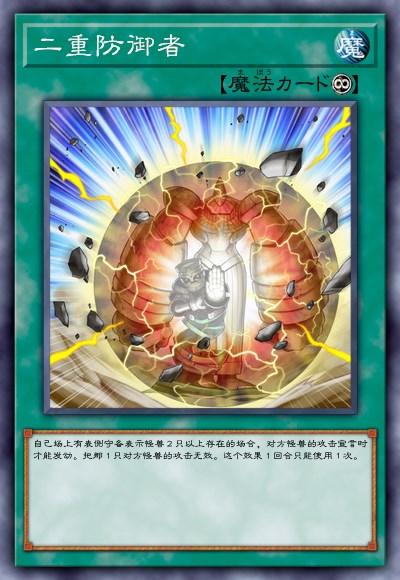 二重防御者
魔
まほう
【魔法カード】
自己场上有表侧守备表示怪兽２只以上存在的场合，对方怪兽的攻击宣言时
才能发动。把那１只对方怪兽的攻击无效。这个效果１回合只能使用１次。